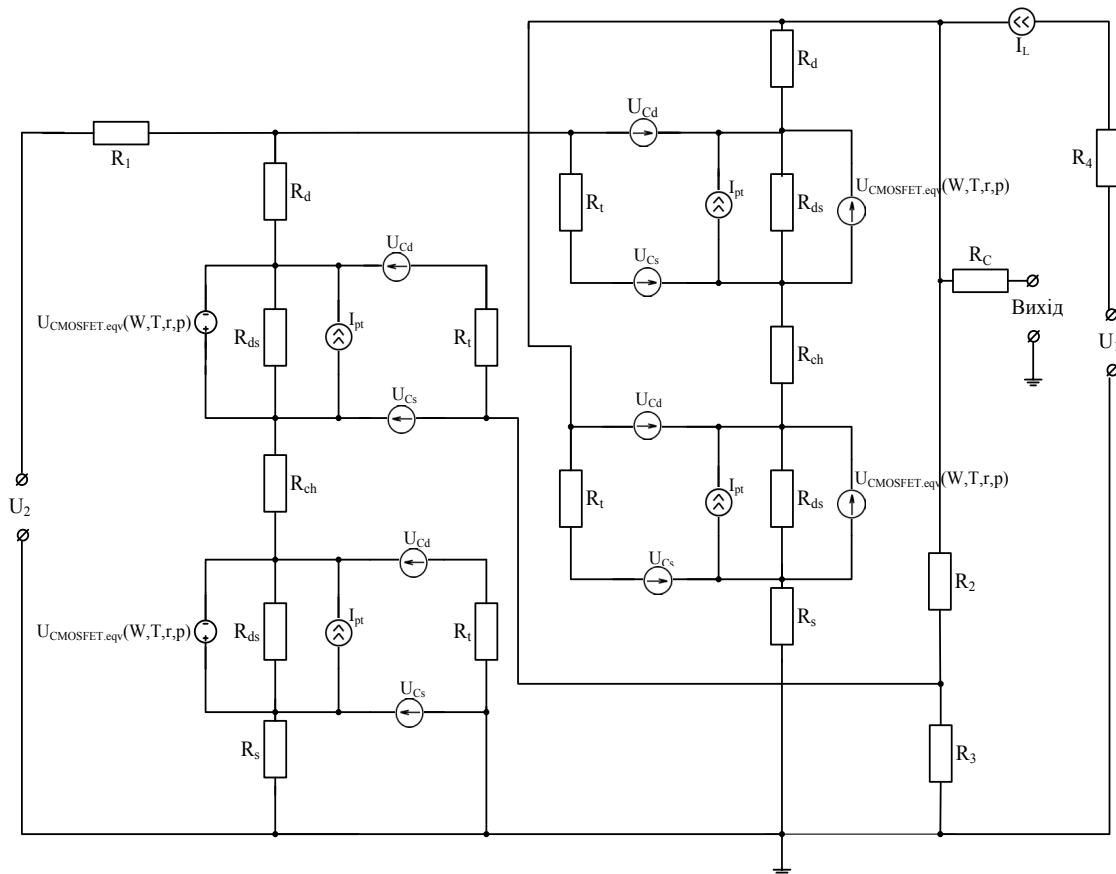 R_d
I_L
U_Cd
R_1
R_4
R_d
R_t
I_pt
R_ds
U_CMOSFET.eqv(W,T,r,p)
U_Cd
U_Cs
R_C
Вихід
U_CMOSFET.eqv(W,T,r,p)
R_ds
I_pt
R_t
R_ch
U_1
U_Cs
U_Cd
R_ch
U_2
R_t
I_pt
R_ds
U_CMOSFET.eqv(W,T,r,p)
U_Cd
U_Cs
R_2
U_CMOSFET.eqv(W,T,r,p)
R_ds
I_pt
R_t
R_s
U_Cs
R_s
R_3